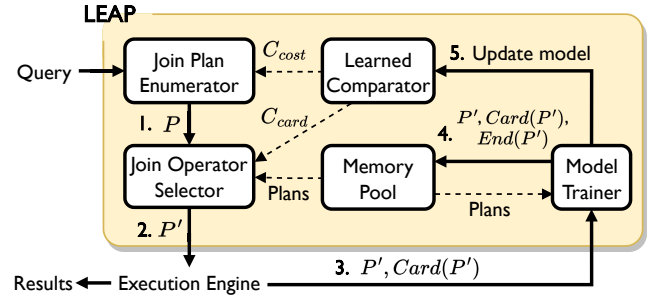 LEAP
Query
Join Plan
Enumerator
C_cost
Learned
Comparator
5. Update model
1. P
C_card
4. P', Card(P'),
End(P')
Join Operator
Selector
Plans
Memory
Pool
Plans
Model
Trainer
2. P'
Results
Execution Engine
3. P', Card(P')